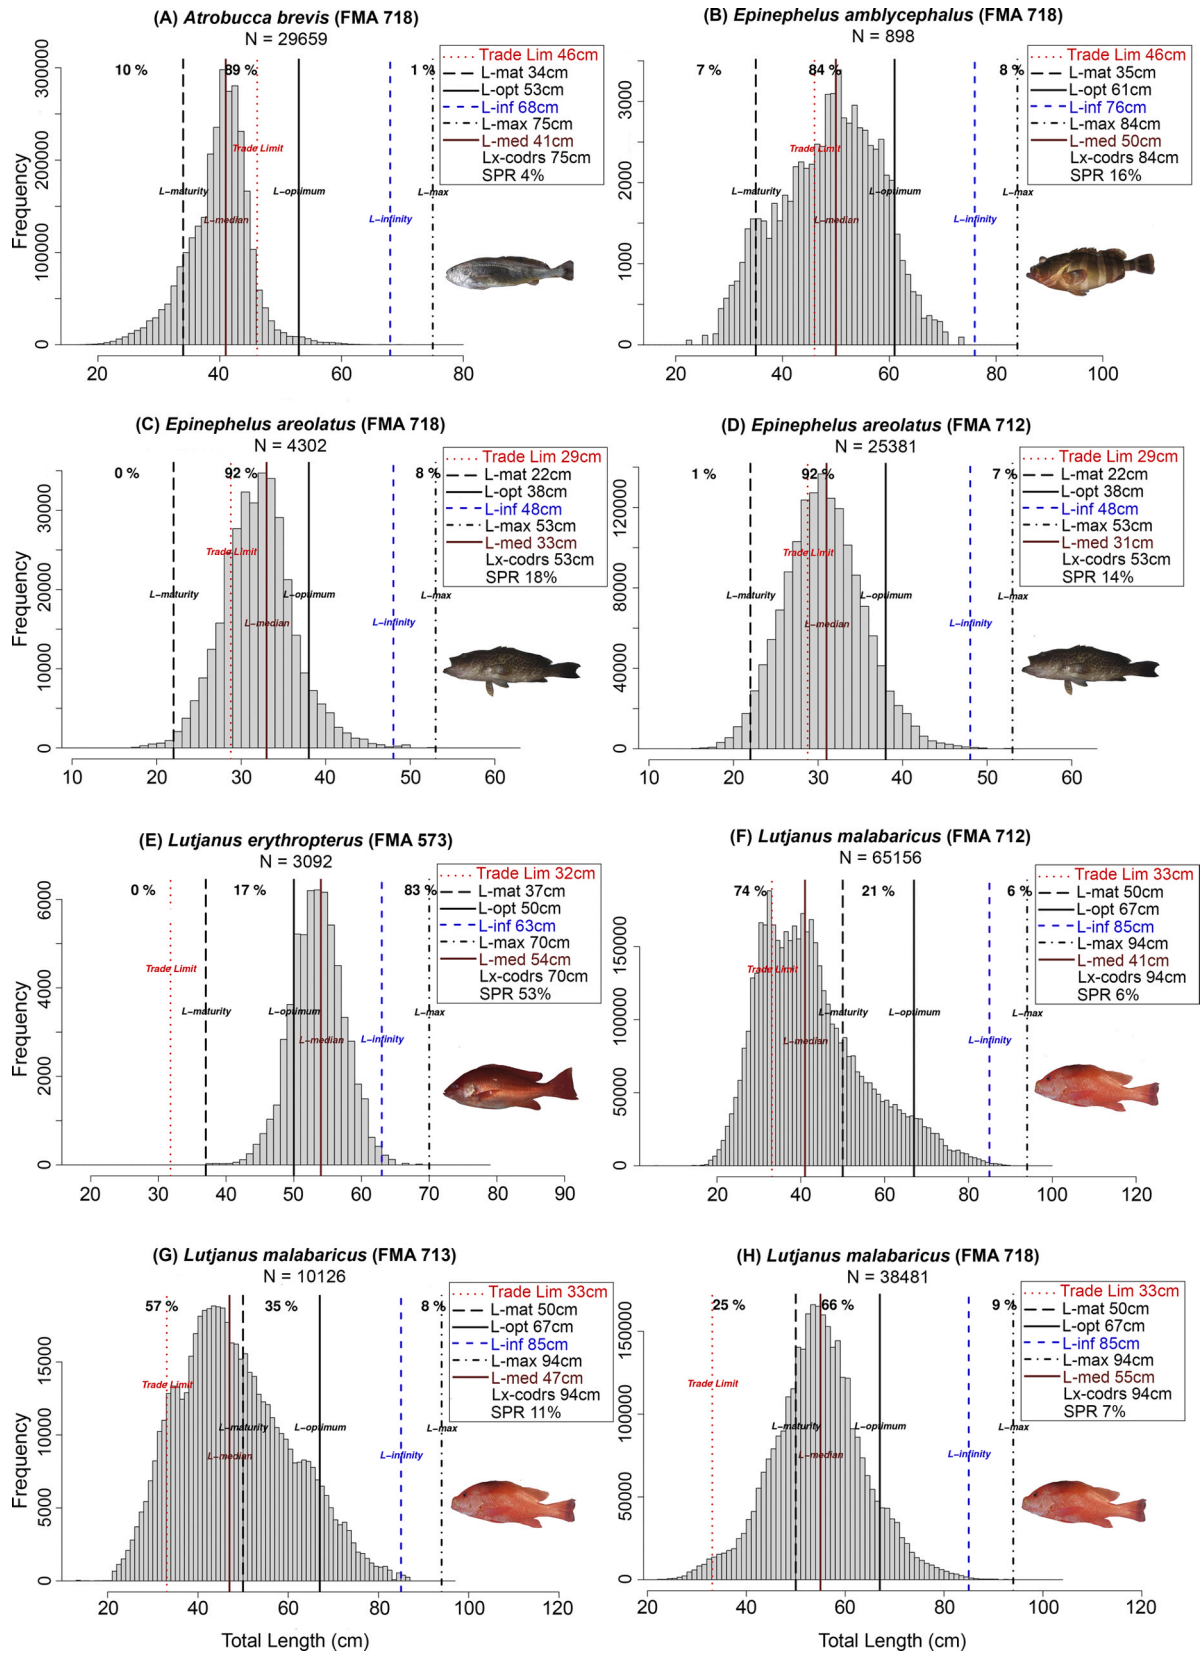 (A) Atrobucca brevis (FMA 718)
N = 29659
10 %
89 %
1 %
Trade Lim 46cm
L-mat 34cm
L-opt 53cm
L-inf 68cm
L-max 75cm
L-med 41cm
Lx-codrs 75cm
SPR 4%
Trade Limit
L-maturity
L-optimum
L-max
L-median
L-infinity
Frequency
0
100000
200000
300000
20
40
60
80
(B) Epinephelus amblycephalus (FMA 718)
N = 898
7 %
84 %
8 %
Trade Lim 46cm
L-mat 35cm
L-opt 61cm
L-inf 76cm
L-max 84cm
L-med 50cm
Lx-codrs 84cm
SPR 16%
Trade Limit
L-maturity
L-optimum
L-max
L-median
L-infinity
0
1000
2000
3000
20
40
60
80
100
(C) Epinephelus areolatus (FMA 718)
N = 4302
0 %
92 %
8 %
Trade Lim 29cm
L-mat 22cm
L-opt 38cm
L-inf 48cm
L-max 53cm
L-med 33cm
Lx-codrs 53cm
SPR 18%
Trade Limit
L-maturity
L-optimum
L-max
L-median
L-infinity
Frequency
0
10000
20000
30000
10
20
30
40
50
60
(D) Epinephelus areolatus (FMA 712)
N = 25381
1 %
92 %
7 %
Trade Lim 29cm
L-mat 22cm
L-opt 38cm
L-inf 48cm
L-max 53cm
L-med 31cm
Lx-codrs 53cm
SPR 14%
Trade Limit
L-maturity
L-optimum
L-max
L-median
L-infinity
0
40000
80000
120000
10
20
30
40
50
60
(E) Lutjanus erythropterus (FMA 573)
N = 3092
0 %
17 %
83 %
Trade Lim 32cm
L-mat 37cm
L-opt 50cm
L-inf 63cm
L-max 70cm
L-med 54cm
Lx-codrs 70cm
SPR 53%
Trade Limit
L-maturity
L-optimum
L-max
L-median
L-infinity
Frequency
0
2000
4000
6000
20
30
40
50
60
70
80
90
(F) Lutjanus malabaricus (FMA 712)
N = 65156
74 %
21 %
6 %
Trade Lim 33cm
L-mat 50cm
L-opt 67cm
L-inf 85cm
L-max 94cm
L-med 41cm
Lx-codrs 94cm
SPR 6%
Trade Limit
L-maturity
L-optimum
L-max
L-median
L-infinity
0
50000
100000
150000
20
40
60
80
100
120
(G) Lutjanus malabaricus (FMA 713)
N = 10126
57 %
35 %
8 %
Trade Lim 33cm
L-mat 50cm
L-opt 67cm
L-inf 85cm
L-max 94cm
L-med 47cm
Lx-codrs 94cm
SPR 11%
Trade Limit
L-maturity
L-optimum
L-max
L-median
L-infinity
Frequency
0
5000
10000
15000
20
40
60
80
100
120
Total Length (cm)
(H) Lutjanus malabaricus (FMA 718)
N = 38481
25 %
66 %
9 %
Trade Lim 33cm
L-mat 50cm
L-opt 67cm
L-inf 85cm
L-max 94cm
L-med 55cm
Lx-codrs 94cm
SPR 7%
Trade Limit
L-maturity
L-optimum
L-max
L-median
L-infinity
0
50000
100000
150000
20
40
60
80
100
120
Total Length (cm)